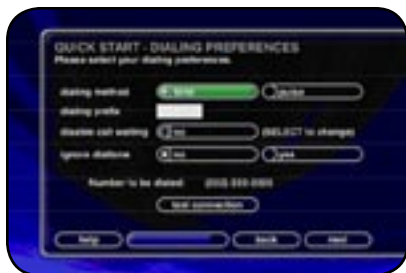 QUICK START - DIALING PREFERENCES
Please select your dialing preferences.
dialing method tone pulse
dialing prefix
disable call waiting no (SELECT to change)
ignore dialtone no yes
Number to be dialed:
test connection
help back next